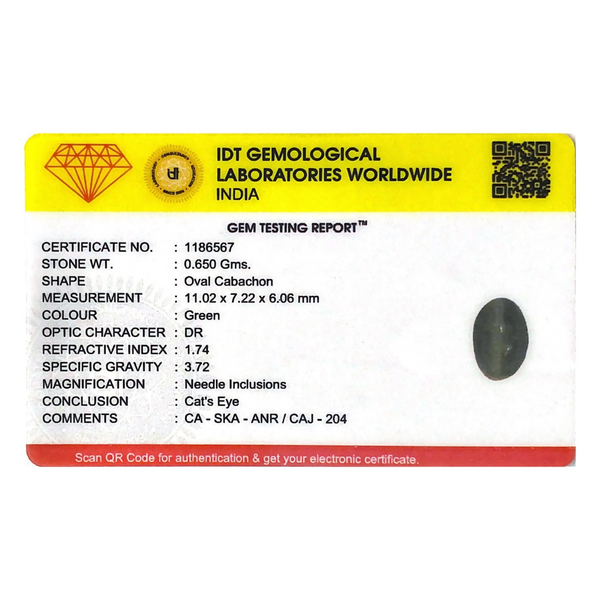 IDT GEMOLOGICAL
LABORATORIES WORLDWIDE
INDIA
GEM TESTING REPORT™
CERTIFICATE NO. : 1186567
STONE WT. : 0.650 Gms.
SHAPE : Oval Cabachon
MEASUREMENT : 11.02 x 7.22 x 6.06 mm
COLOUR : Green
OPTIC CHARACTER : DR
REFRACTIVE INDEX : 1.74
SPECIFIC GRAVITY : 3.72
MAGNIFICATION : Needle Inclusions
CONCLUSION : Cat's Eye
COMMENTS : CA - SKA - ANR / CAJ - 204
Scan QR Code for authentication & get your electronic certificate.